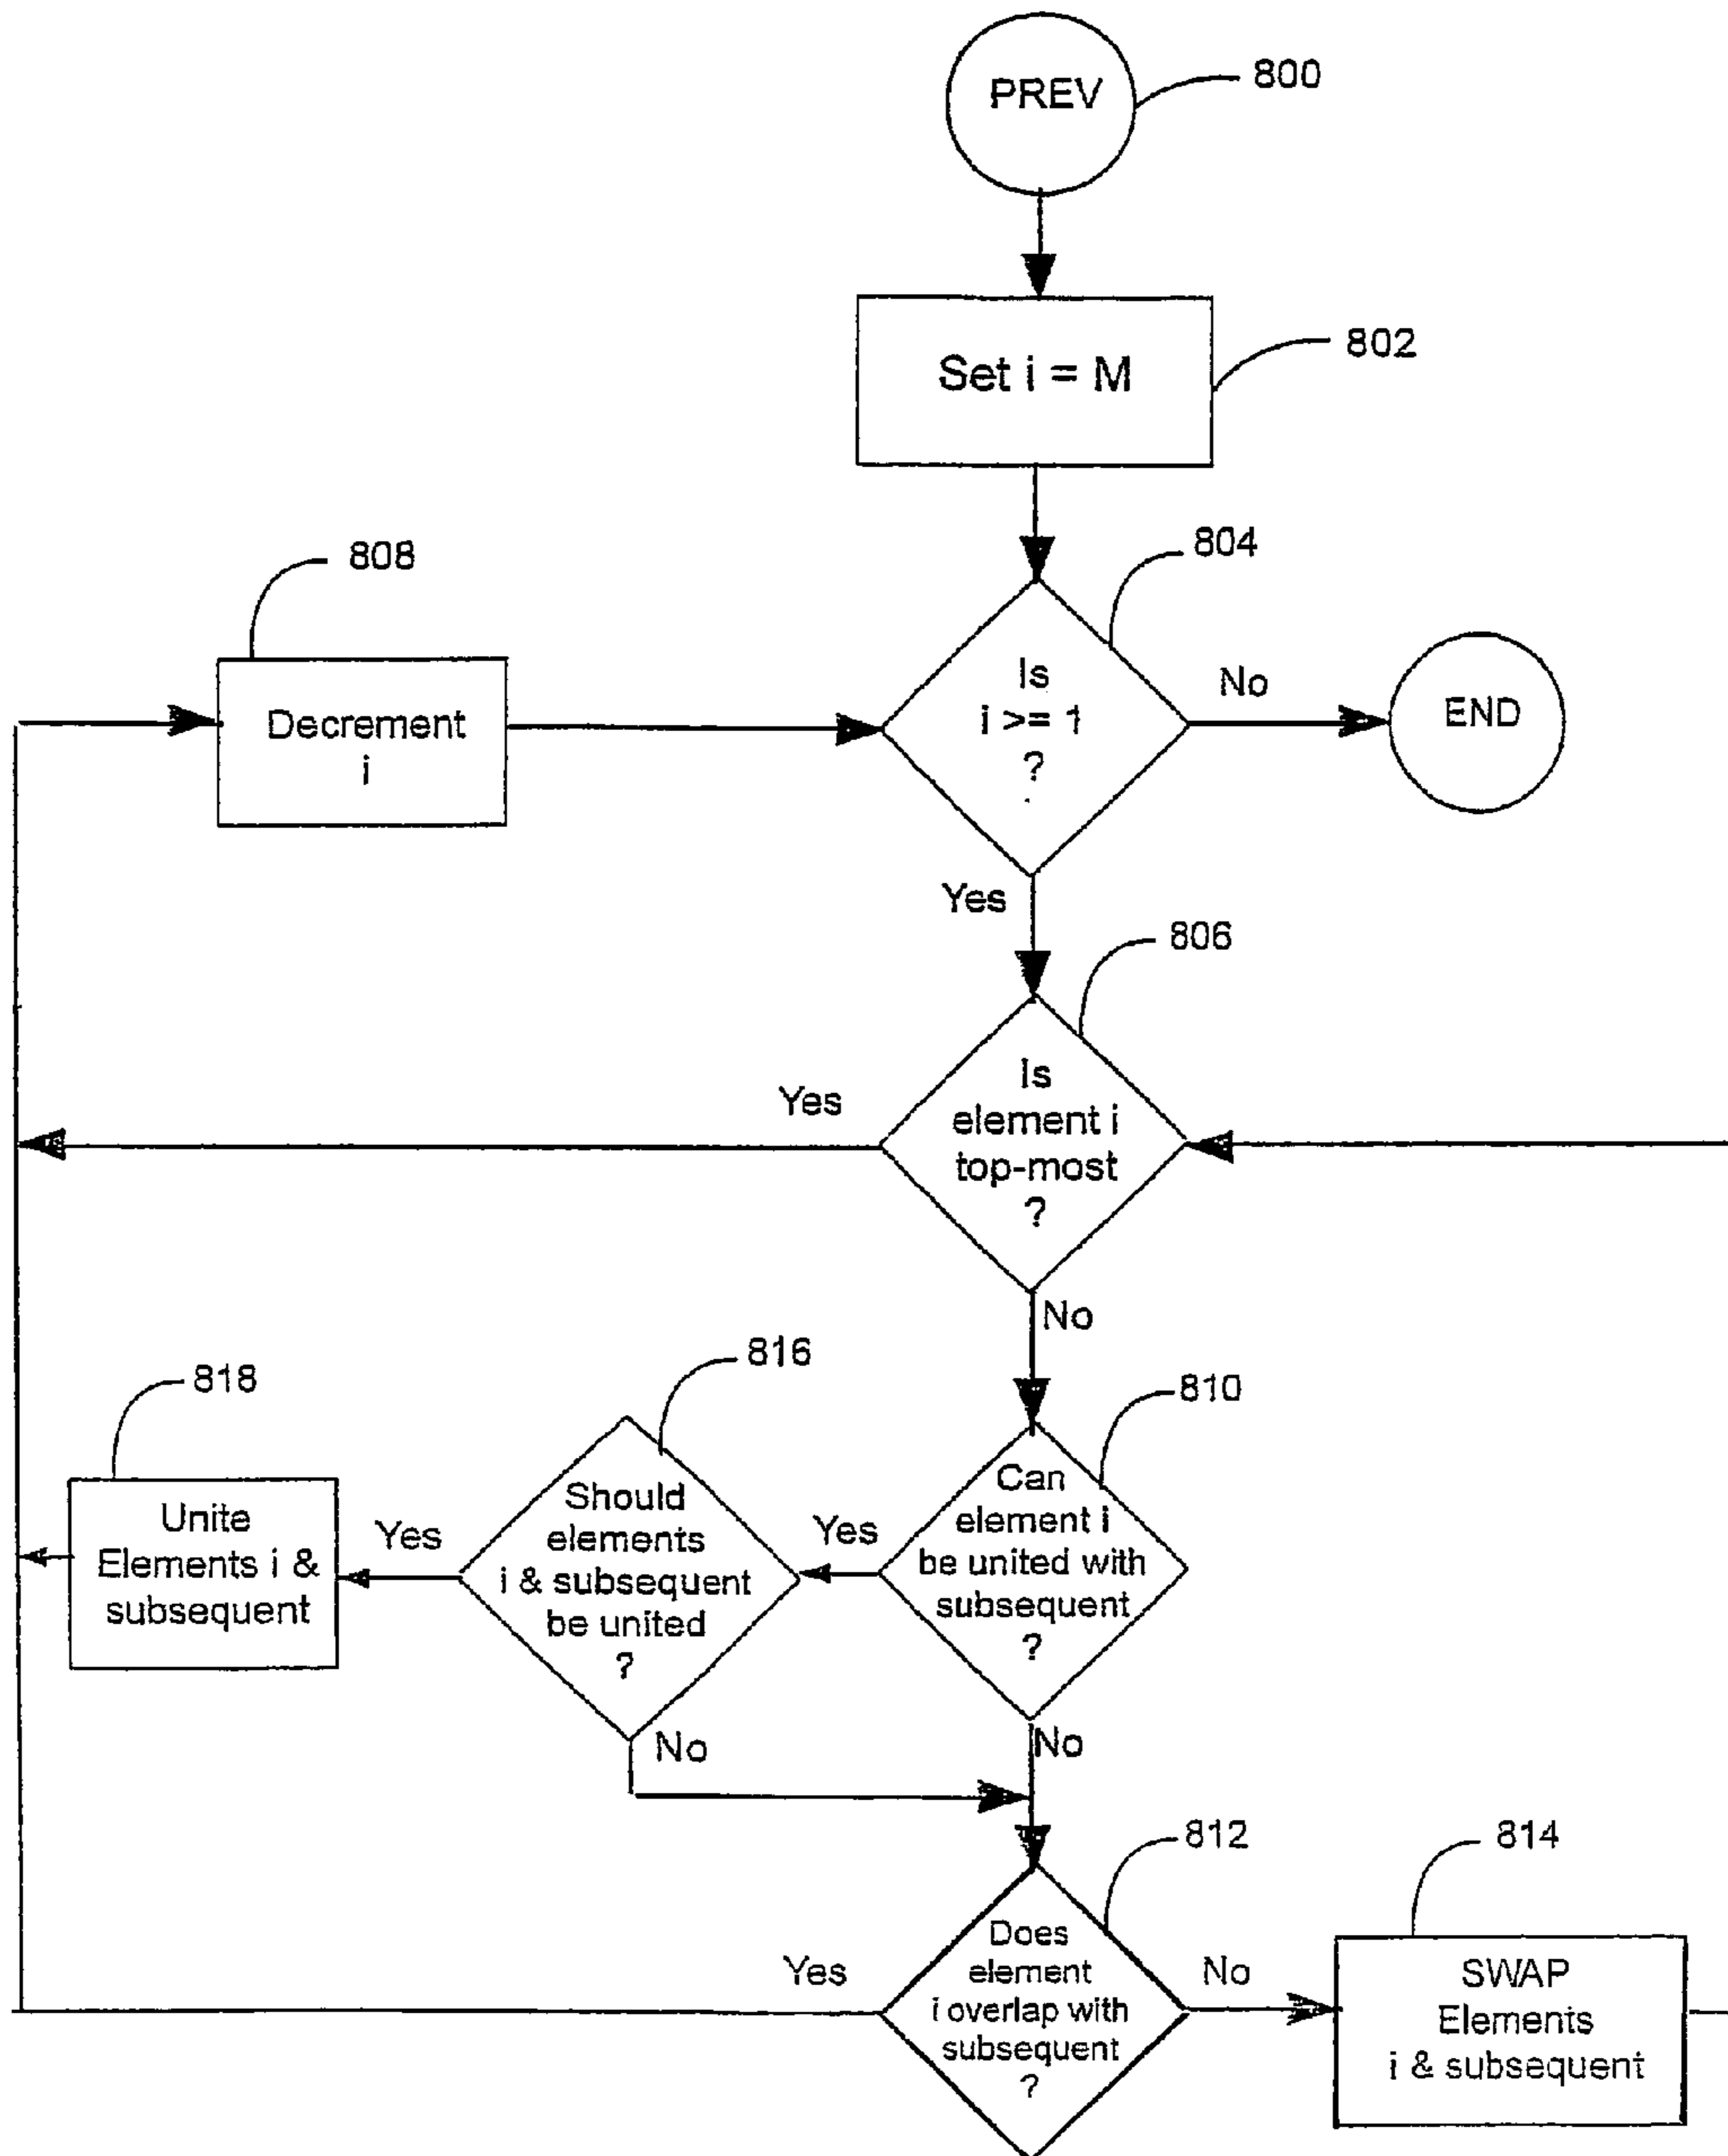 PREV
800
Set i = M
802
808
804
Decrement
i
Is
i >= 1
?
No
END
Yes
806
Is
element i
top-most
?
Yes
No
816
818
810
Unite
Elements i &
subsequent
Yes
Should
elements
i & subsequent
be united
?
Yes
Can
element i
be united with
subsequent
?
No
No
812
814
Does
element
i overlap with
subsequent
?
Yes
No
SWAP
Elements
i & subsequent